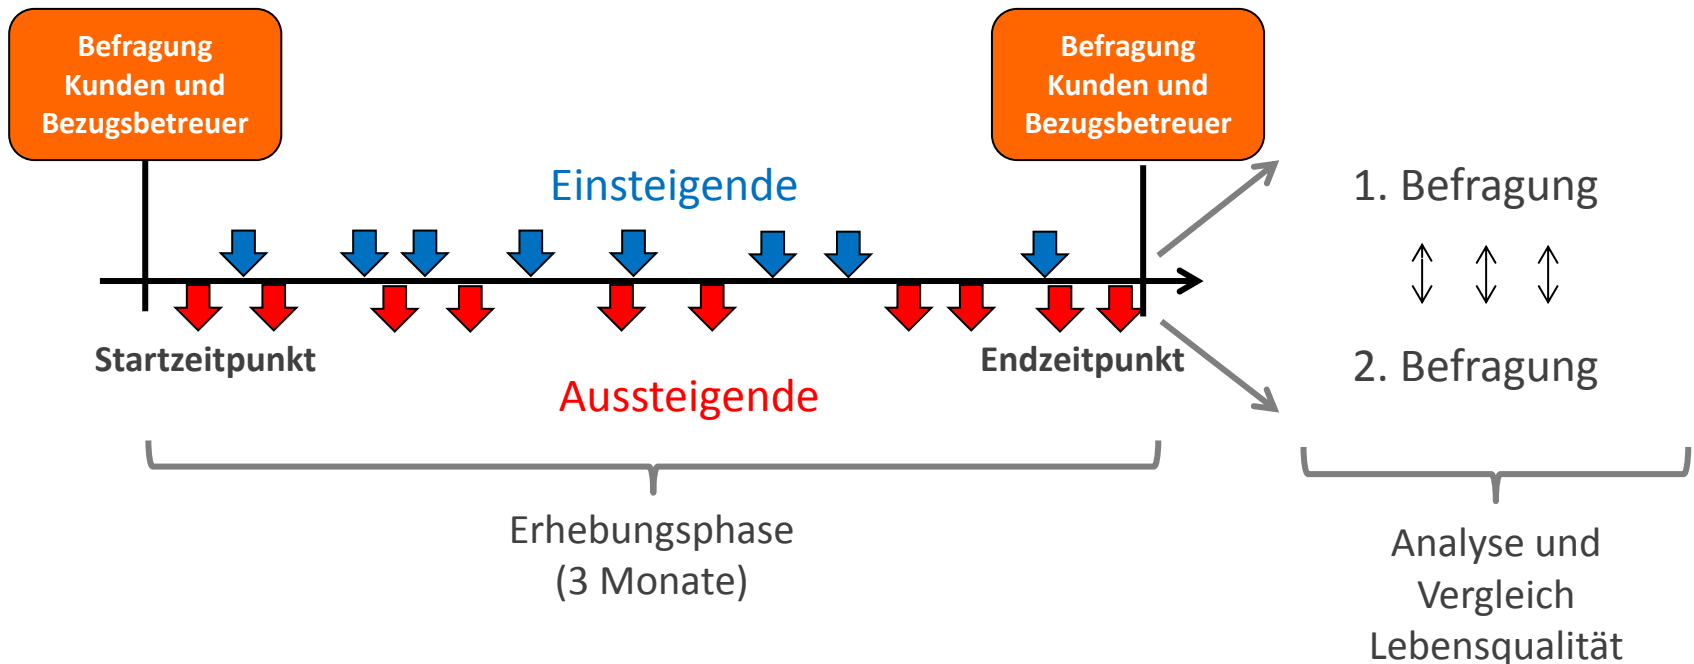 Befragung
Kunden und
Bezugsbetreuer
Befragung
Kunden und
Bezugsbetreuer
Einsteigende
1. Befragung
Startzeitpunkt
Endzeitpunkt
2. Befragung
Aussteigende
Erhebungsphase
(3 Monate)
Analyse und
Vergleich
Lebensqualität